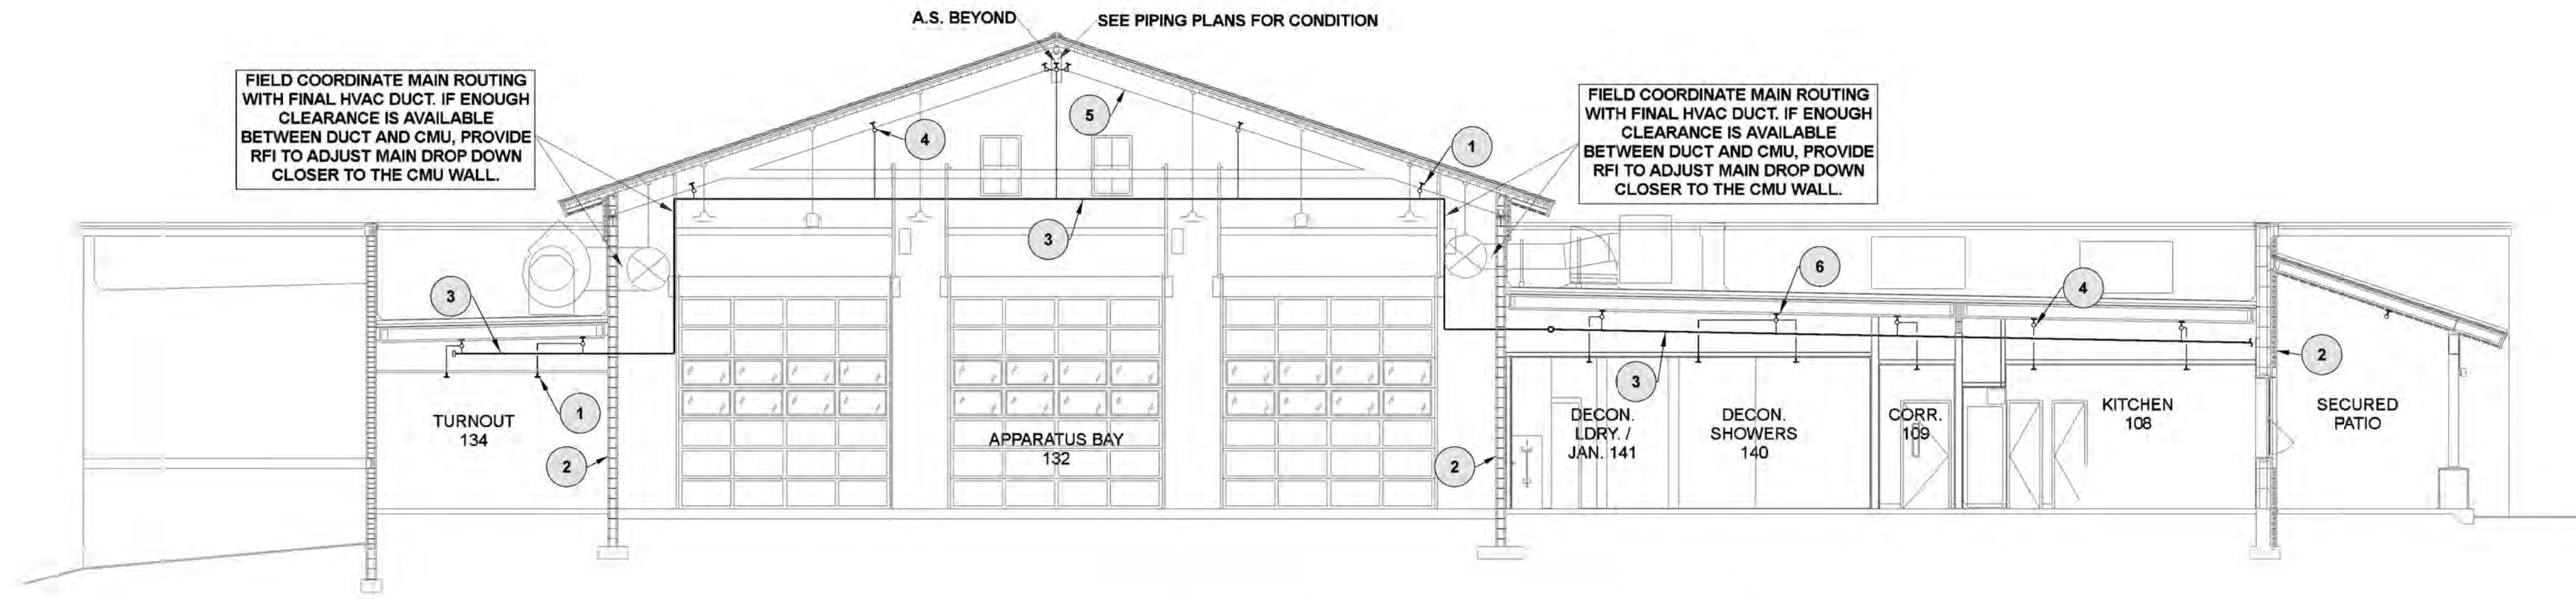 A.S. BEYOND
SEE PIPING PLANS FOR CONDITION
FIELD COORDINATE MAIN ROUTING
WITH FINAL HVAC DUCT. IF ENOUGH
CLEARANCE IS AVAILABLE
BETWEEN DUCT AND CMU, PROVIDE
RFI TO ADJUST MAIN DROP DOWN
CLOSER TO THE CMU WALL.
FIELD COORDINATE MAIN ROUTING
WITH FINAL HVAC DUCT. IF ENOUGH
CLEARANCE IS AVAILABLE
BETWEEN DUCT AND CMU, PROVIDE
RFI TO ADJUST MAIN DROP DOWN
CLOSER TO THE CMU WALL.
5
4
1
3
6
3
4
2
3
1
2
2
TURNOUT
134
APPARATUS BAY
132
DECON.
LDRY. /
JAN. 141
DECON.
SHOWERS
140
CORR.
109
KITCHEN
108
SECURED
PATIO